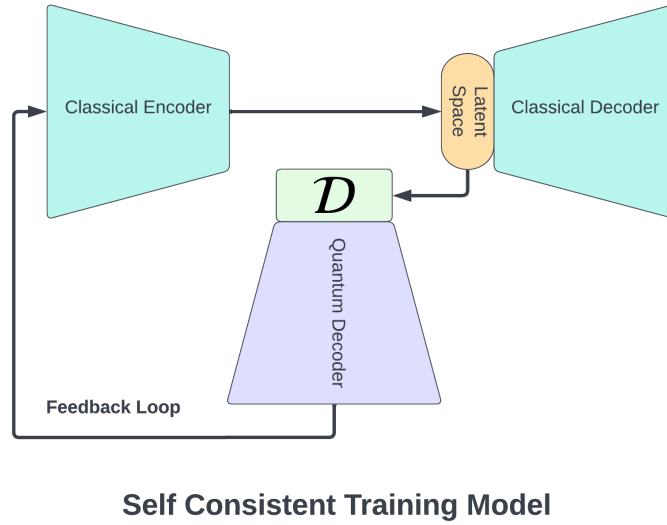 Classical Encoder
Latent
Space
Classical Decoder
𝒟
Quantum Decoder
Feedback Loop
Self Consistent Training Model